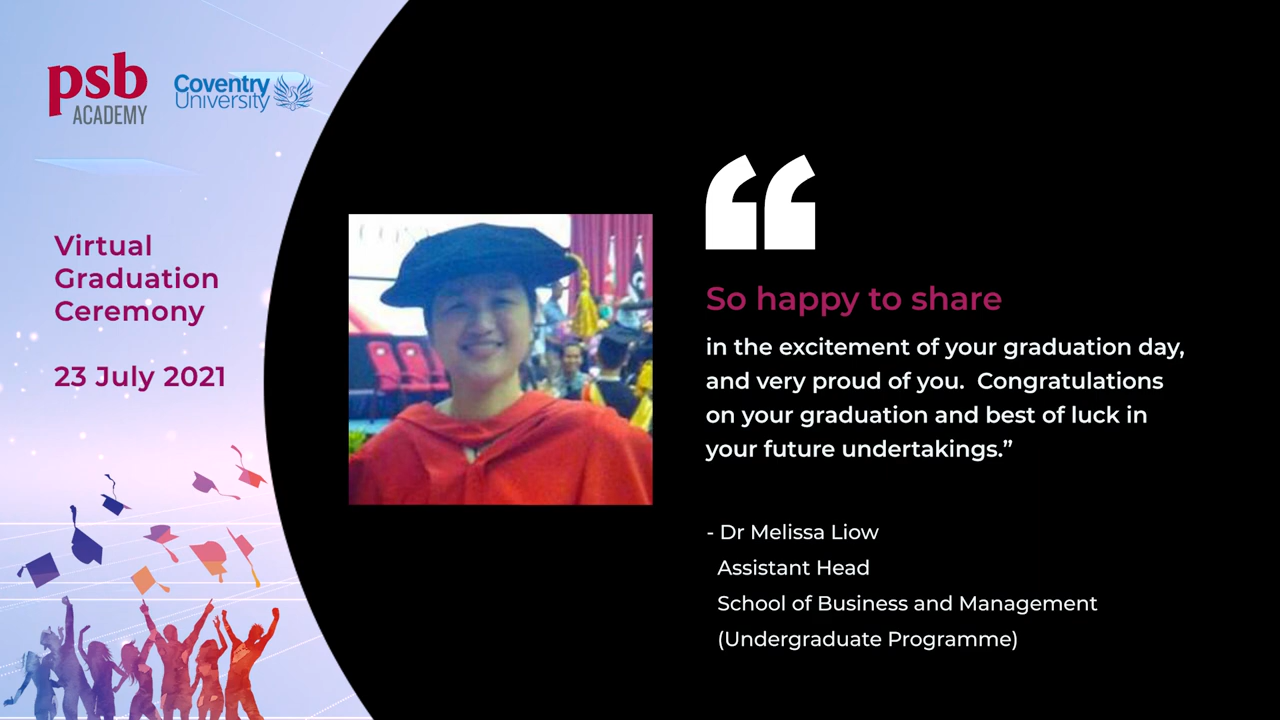 psb
ACADEMY
Coventry
University
Virtual
Graduation
Ceremony
23 July 2021
“
So happy to share
in the excitement of your graduation day,
and very proud of you.  Congratulations
on your graduation and best of luck in
your future undertakings.”
- Dr Melissa Liow
Assistant Head
School of Business and Management
(Undergraduate Programme)